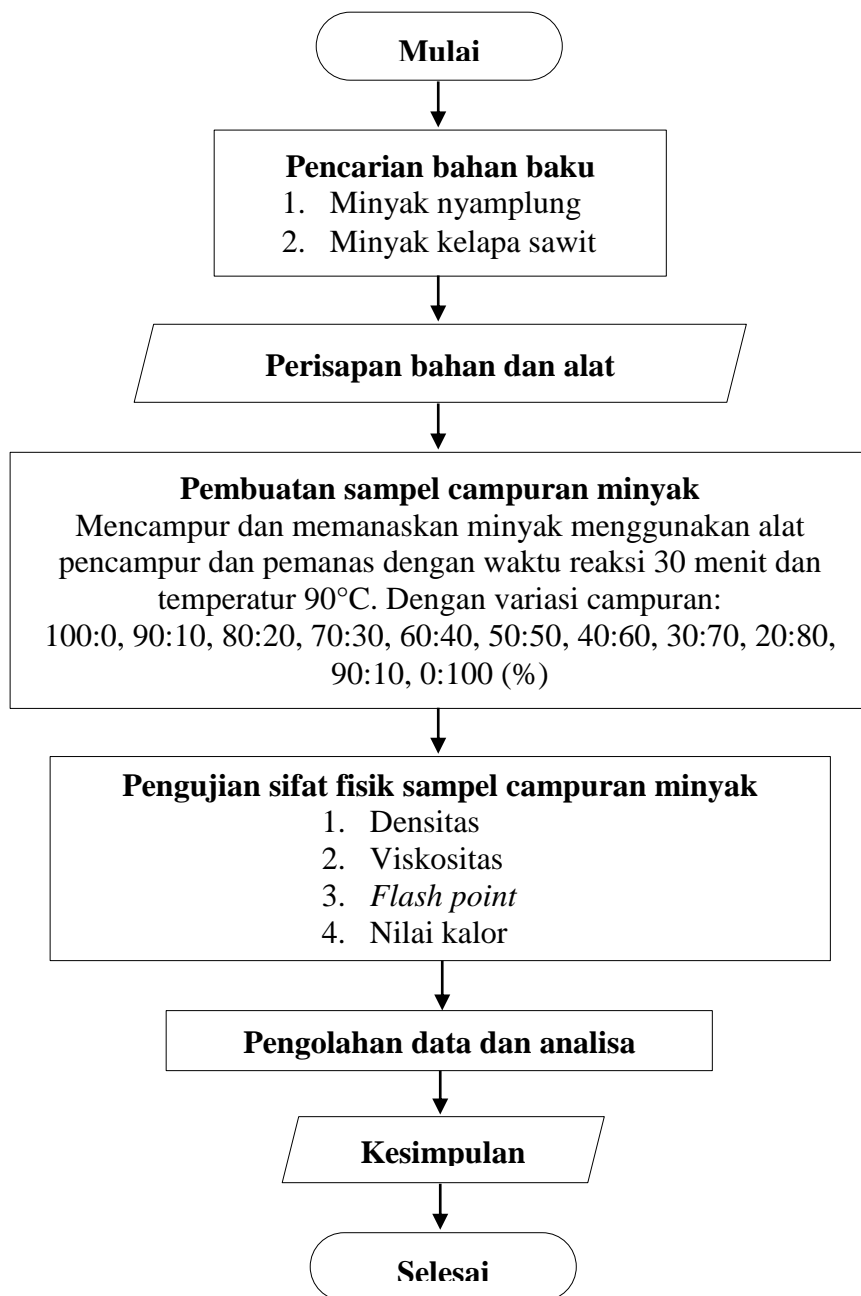 Mulai
Pencarian bahan baku
1. Minyak nyamplung
2. Minyak kelapa sawit
Perisapan bahan dan alat
Pembuatan sampel campuran minyak
Mencampur dan memanaskan minyak menggunakan alat
pencampur dan pemanas dengan waktu reaksi 30 menit dan
temperatur 90°C. Dengan variasi campuran:
100:0, 90:10, 80:20, 70:30, 60:40, 50:50, 40:60, 30:70, 20:80,
90:10, 0:100 (%)
Pengujian sifat fisik sampel campuran minyak
1. Densitas
2. Viskositas
3. Flash point
4. Nilai kalor
Pengolahan data dan analisa
Kesimpulan
Selesai